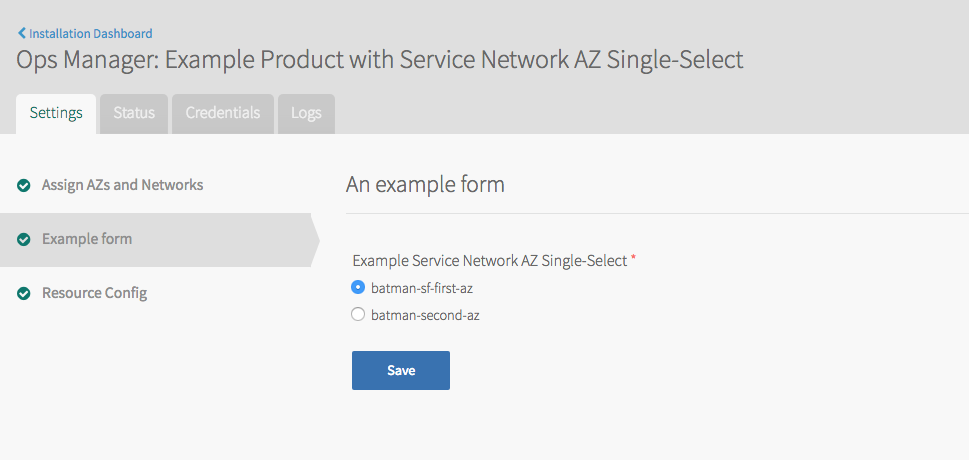 Installation Dashboard
Ops Manager: Example Product with Service Network AZ Single-Select
Settings
Status
Credentials
Logs
Assign AZs and Networks
Example form
Resource Config
An example form
Example Service Network AZ Single-Select *
batman-sf-first-az
batman-second-az
Save